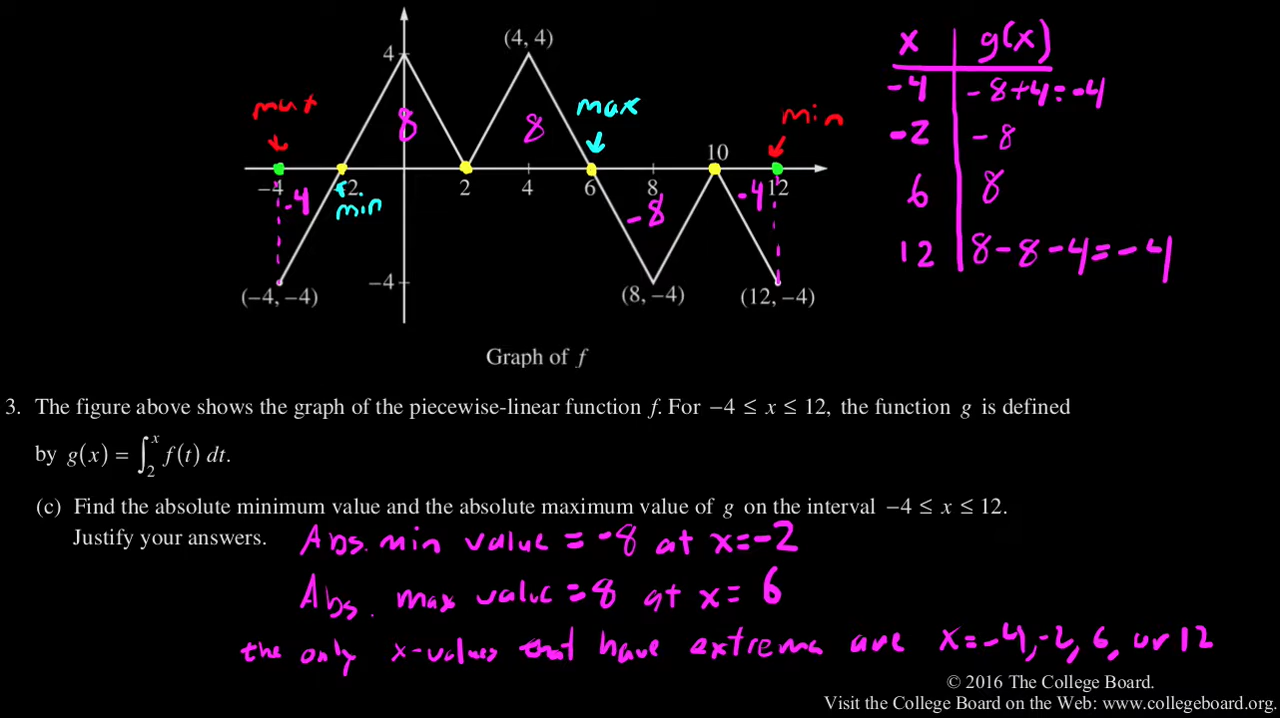 x g(x)
(4, 4)
4
-4 -8+4=-4
max
max
min
8
8
-2 -8
10
-4 -2 2 4 6 8 12
6 8
-4
min
-8
-4
12 8-8-4=-4
-4
(-4, -4) (8, -4) (12, -4)
Graph of f
3. The figure above shows the graph of the piecewise-linear function f. For −4 ≤ x ≤ 12, the function g is defined
by g(x) = ∫₂ˣ f(t) dt.
(c) Find the absolute minimum value and the absolute maximum value of g on the interval −4 ≤ x ≤ 12.
Justify your answers.
Abs. min value = -8 at x=-2
Abs. max value = 8 at x= 6
the only x-values that have extrema are x=-4,-2, 6, or 12
© 2016 The College Board.
Visit the College Board on the Web: www.collegeboard.org.